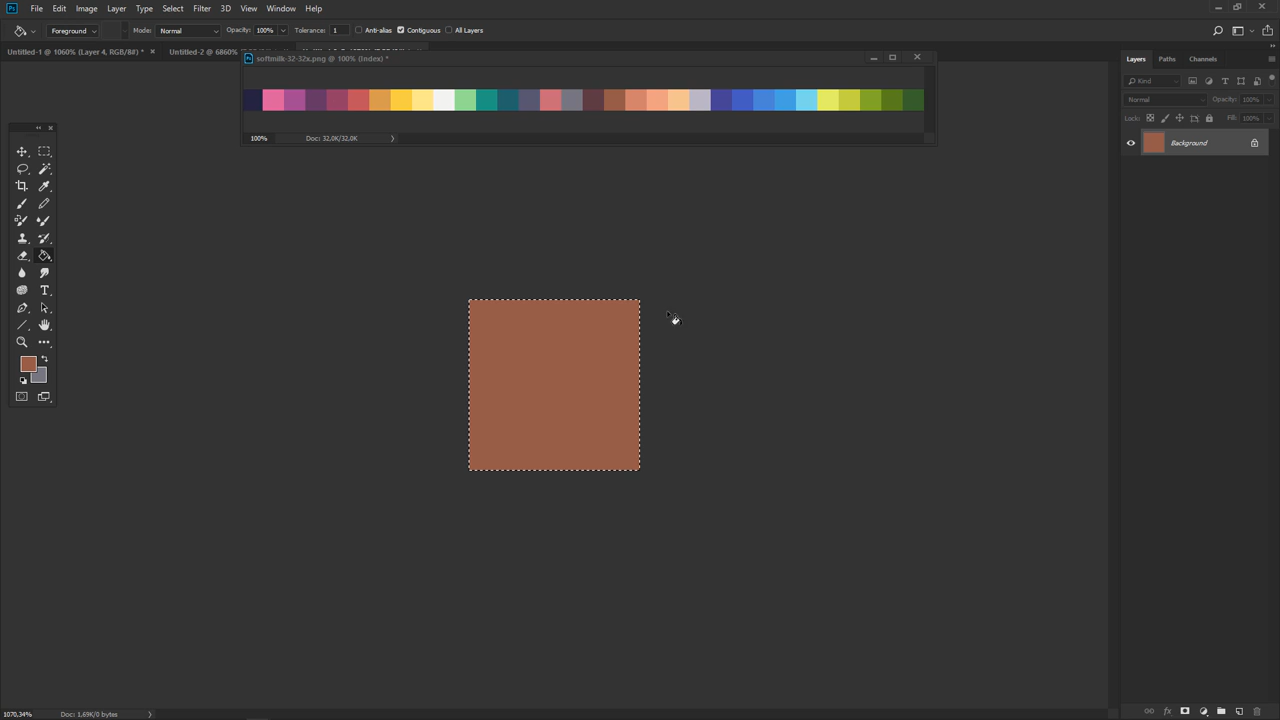 Ps File Edit Image Layer Type Select Filter 3D View Window Help
Foreground Mode: Normal Opacity: 100% Tolerance: 1 Anti-alias Contiguous All Layers
Untitled-1 @ 1060% (Layer 4, RGB/8#) * × Untitled-2 @ 6860%
Ps softmilk-32-32x.png @ 100% (Index) *
100% Doc: 32,0K/32,0K
Layers Paths Channels
Kind
Normal Opacity: 100%
Lock: Fill: 100%
Background
T
fx
1070,34% Doc: 1,69K/0 bytes